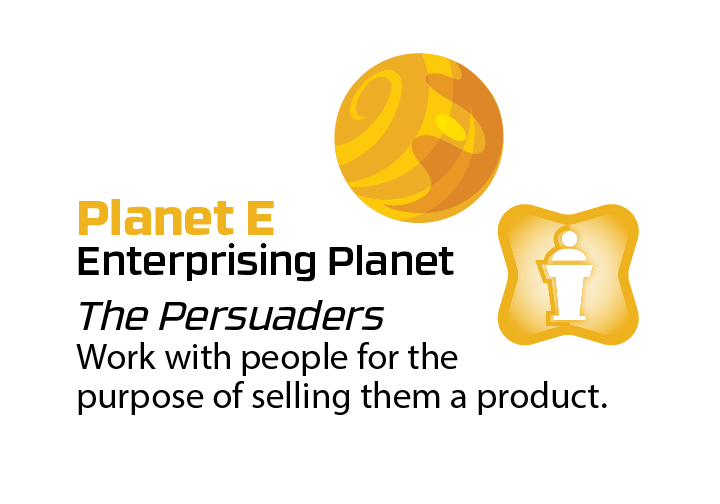 Planet E
Enterprising Planet
The Persuaders
Work with people for the
purpose of selling them a product.